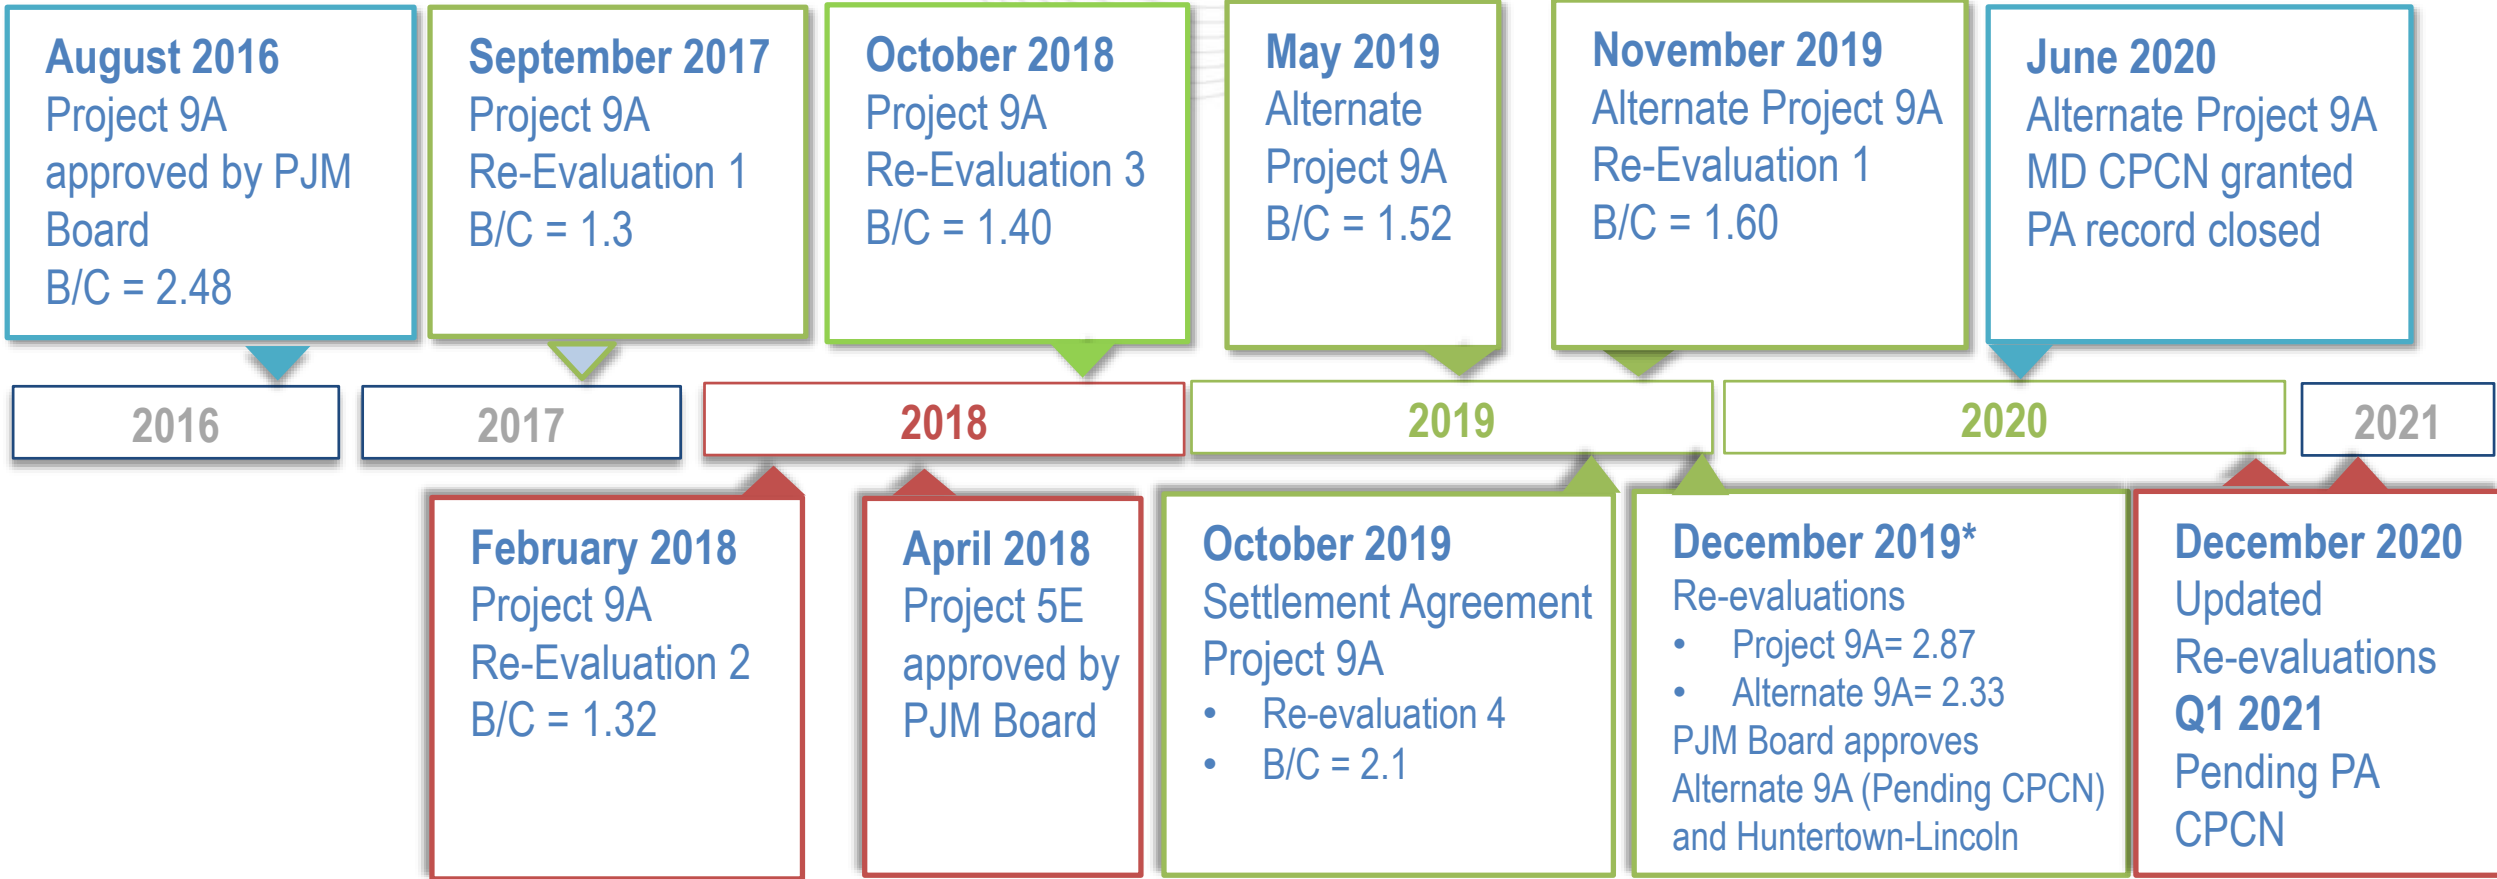 August 2016
Project 9A
approved by PJM
Board
B/C = 2.48
September 2017
Project 9A
Re-Evaluation 1
B/C = 1.3
October 2018
Project 9A
Re-Evaluation 3
B/C = 1.40
May 2019
Alternate
Project 9A
B/C = 1.52
November 2019
Alternate Project 9A
Re-Evaluation 1
B/C = 1.60
June 2020
Alternate Project 9A
MD CPCN granted
PA record closed
2016
2017
2018
2019
2020
2021
February 2018
Project 9A
Re-Evaluation 2
B/C = 1.32
April 2018
Project 5E
approved by
PJM Board
October 2019
Settlement Agreement
Project 9A
• Re-evaluation 4
• B/C = 2.1
December 2019*
Re-evaluations
• Project 9A= 2.87
• Alternate 9A= 2.33
PJM Board approves
Alternate 9A (Pending CPCN)
and Huntertown-Lincoln
December 2020
Updated
Re-evaluations
Q1 2021
Pending PA
CPCN